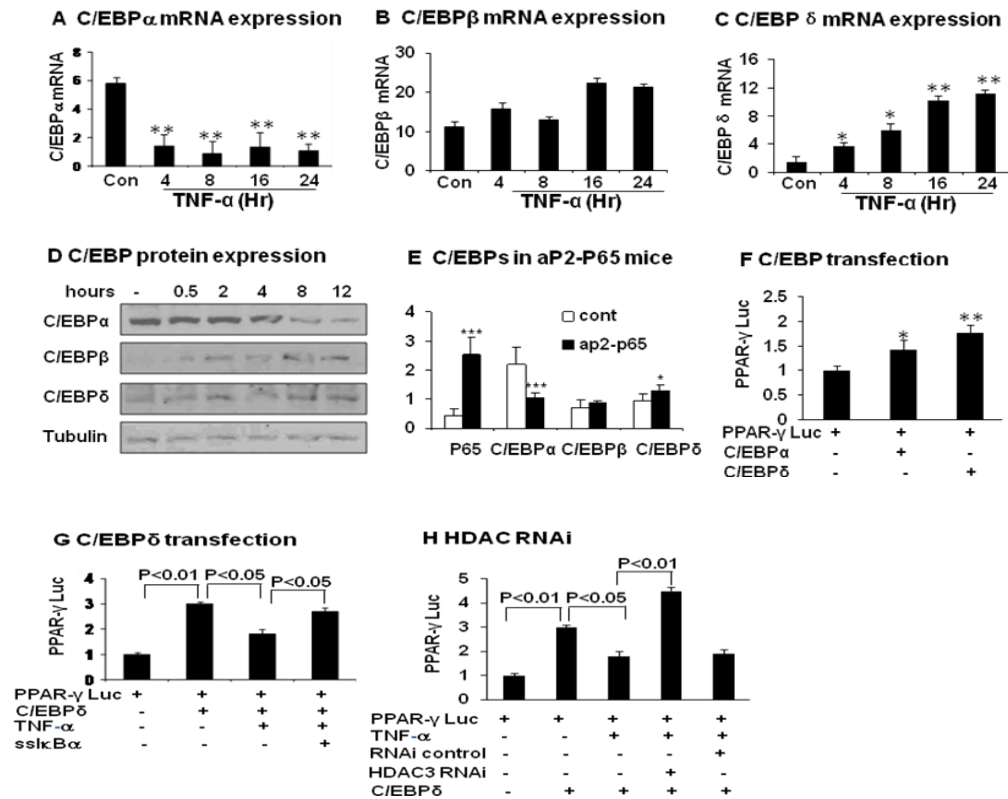 A C/EBPα mRNA expression
C/EBP α mRNA
8
6
4
2
0
** ** ** **
Con 4 8 16 24
TNF-α (Hr)
B C/EBPβ mRNA expression
C/EBPβ mRNA
30
20
10
0
Con 4 8 16 24
TNF-α (Hr)
C C/EBP δ mRNA expression
C/EBP δ mRNA
16
12
8
4
0
* * ** **
Con 4 8 16 24
TNF-α (Hr)
D C/EBP protein expression
hours - 0.5 2 4 8 12
C/EBPα
C/EBPβ
C/EBPδ
Tubulin
E C/EBPs in aP2-P65 mice
4
3
2
1
0
cont
ap2-p65
*** *** *
P65 C/EBPα C/EBPβ C/EBPδ
F C/EBP transfection
PPAR-γ Luc
2.5
2
1.5
1
0.5
0
* **
PPAR-γ Luc + + +
C/EBPα - + -
C/EBPδ - - +
G C/EBPδ transfection
PPAR-γ Luc
4
3
2
1
0
P<0.01 P<0.05 P<0.05
PPAR-γ Luc + + + +
C/EBPδ - + + +
TNF-α - - + +
ssIκBα - - - +
H HDAC RNAi
PPAR-γ Luc
5
4
3
2
1
0
P<0.01 P<0.05 P<0.01
PPAR-γ Luc + + + + +
TNF-α - - + + +
RNAi control - - - - +
HDAC3 RNAi - - - + -
C/EBPδ - + + + +